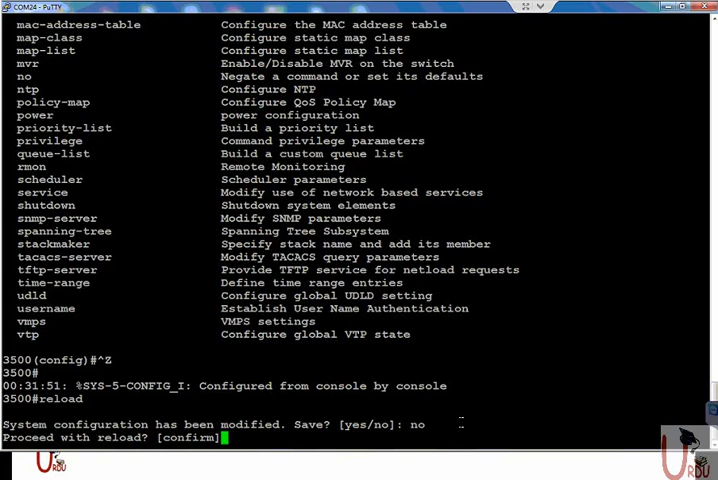 COM24 - PuTTY
mac-address-table Configure the MAC address table
map-class Configure static map class
map-list Configure static map list
mvr Enable/Disable MVR on the switch
no Negate a command or set its defaults
ntp Configure NTP
policy-map Configure QoS Policy Map
power power configuration
priority-list Build a priority list
privilege Command privilege parameters
queue-list Build a custom queue list
rmon Remote Monitoring
scheduler Scheduler parameters
service Modify use of network based services
shutdown Shutdown system elements
snmp-server Modify SNMP parameters
spanning-tree Spanning Tree Subsystem
stackmaker Specify stack name and add its member
tacacs-server Modify TACACS query parameters
tftp-server Provide TFTP service for netload requests
time-range Define time range entries
udld Configure global UDLD setting
username Establish User Name Authentication
vmps VMPS settings
vtp Configure global VTP state
3500(config)#^Z
3500#
00:31:51: %SYS-5-CONFIG_I: Configured from console by console
3500#reload
System configuration has been modified. Save? [yes/no]: no
Proceed with reload? [confirm]
URDU
URDU